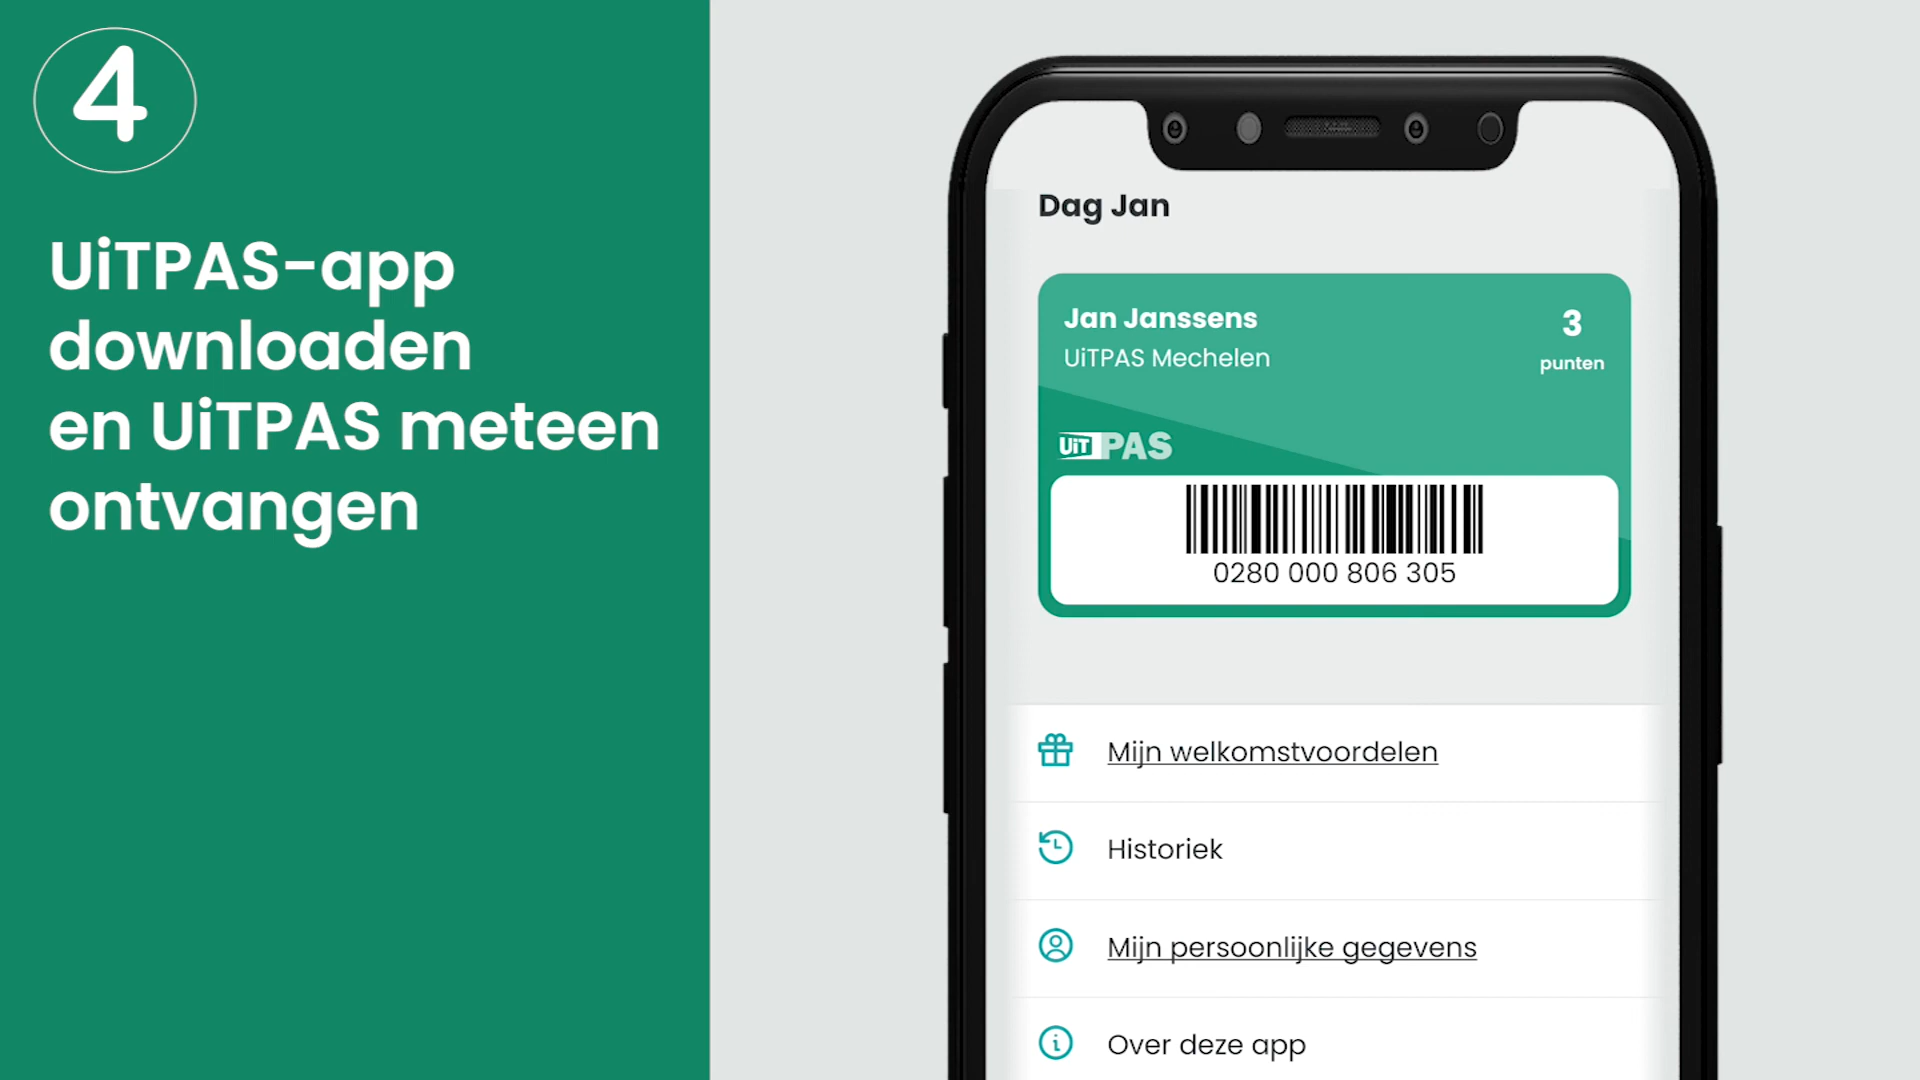 4
UiTPAS-app
downloaden
en UiTPAS meteen
ontvangen
Dag Jan
Jan Janssens
UiTPAS Mechelen
3
punten
UiTPAS
0280 000 806 305
Mijn welkomstvoordelen
Historiek
Mijn persoonlijke gegevens
Over deze app